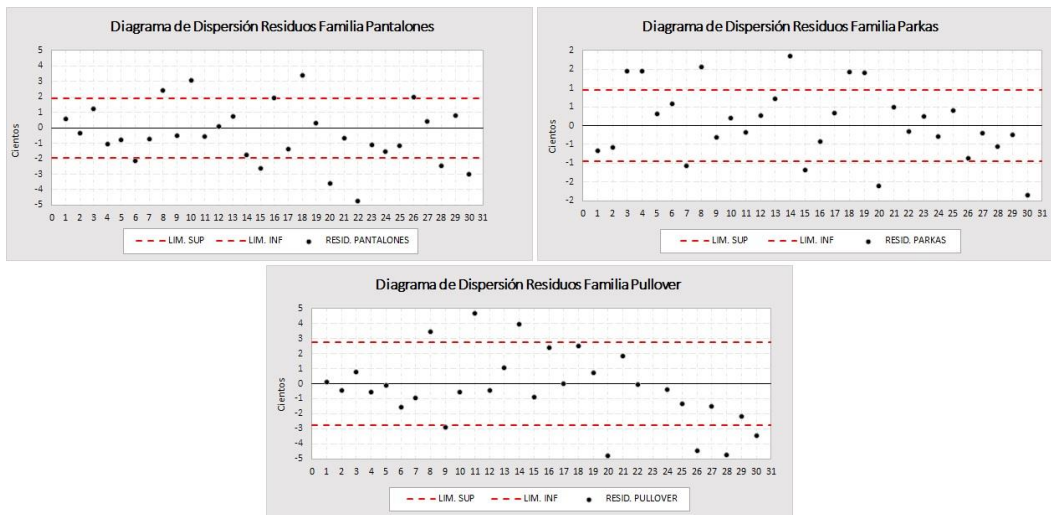 Diagrama de Dispersión Residuos Familia Pantalones
Cientos
5
4
3
2
1
0
-1
-2
-3
-4
-5
0 1 2 3 4 5 6 7 8 9 10 11 12 13 14 15 16 17 18 19 20 21 22 23 24 25 26 27 28 29 30 31
LIM. SUP LIM. INF RESID. PANTALONES
Diagrama de Dispersión Residuos Familia Parkas
Cientos
2
2
1
1
0
-1
-1
-2
-2
0 1 2 3 4 5 6 7 8 9 10 11 12 13 14 15 16 17 18 19 20 21 22 23 24 25 26 27 28 29 30 31
LIM. SUP LIM. INF RESID. PARKAS
Diagrama de Dispersión Residuos Familia Pullover
Cientos
5
4
3
2
1
0
-1
-2
-3
-4
-5
0 1 2 3 4 5 6 7 8 9 10 11 12 13 14 15 16 17 18 19 20 21 22 23 24 25 26 27 28 29 30 31
LIM. SUP LIM. INF RESID. PULLOVER